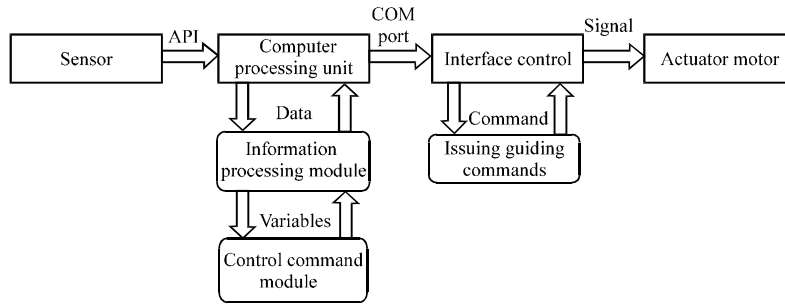 COM
port
API
Signal
Sensor
Computer
processing unit
Interface control
Actuator motor
Data
Command
Information
processing module
Issuing guiding
commands
Variables
Control command
module